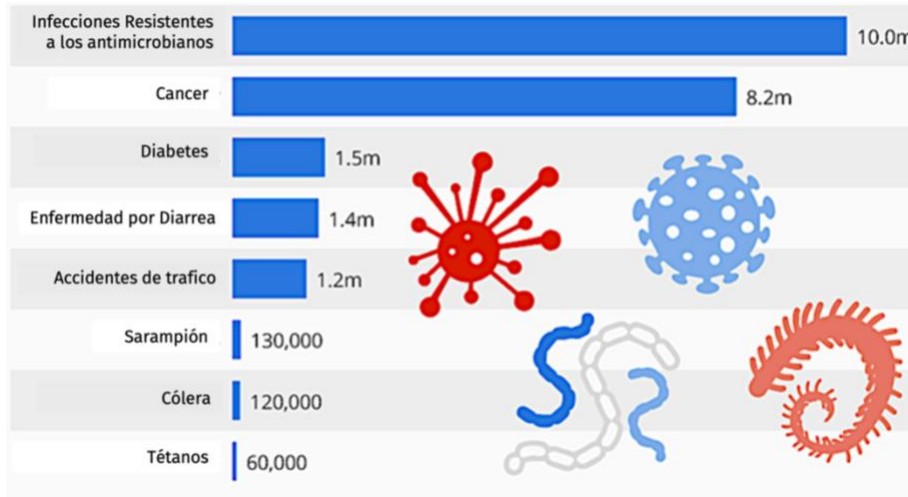 Infecciones Resistentes
a los antimicrobianos
10.0m
Cancer
8.2m
Diabetes
1.5m
Enfermedad por Diarrea
1.4m
Accidentes de trafico
1.2m
Sarampión
130,000
Cólera
120,000
Tétanos
60,000